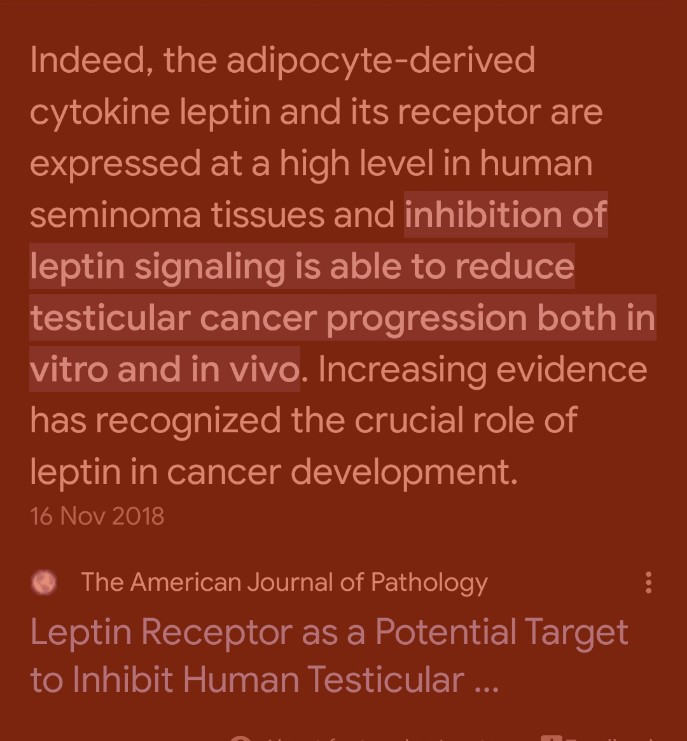 Indeed, the adipocyte-derived
cytokine leptin and its receptor are
expressed at a high level in human
seminoma tissues and inhibition of
leptin signaling is able to reduce
testicular cancer progression both in
vitro and in vivo. Increasing evidence
has recognized the crucial role of
leptin in cancer development.
16 Nov 2018
The American Journal of Pathology
Leptin Receptor as a Potential Target
to Inhibit Human Testicular ...